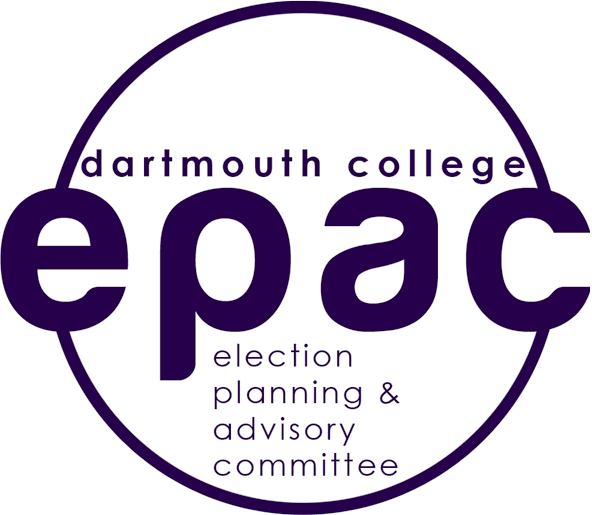 dartmouth college
epac
election
planning &
advisory
committee